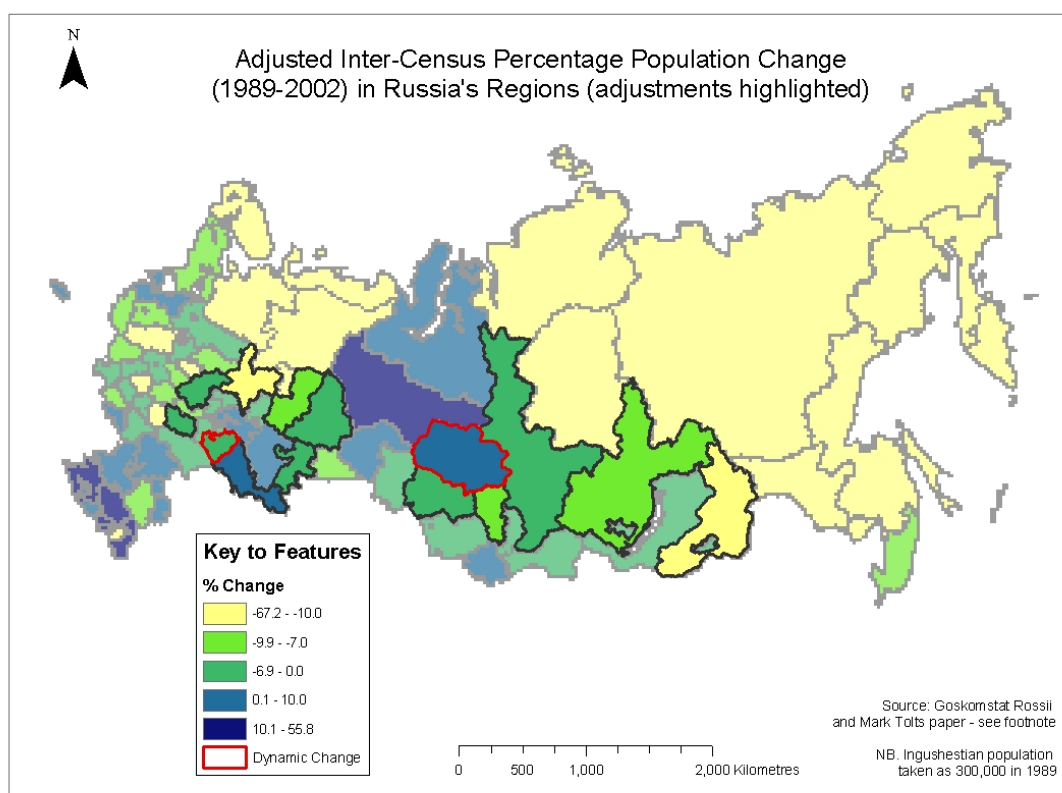 N
Adjusted Inter-Census Percentage Population Change
(1989-2002) in Russia's Regions (adjustments highlighted)
Key to Features
% Change
-67.2 - -10.0
-9.9 - -7.0
-6.9 - 0.0
0.1 - 10.0
10.1 - 55.8
Dynamic Change
0 500 1,000 2,000 Kilometres
Source: Goskomstat Rossii
and Mark Tolts paper - see footnote
NB. Ingushestian population
taken as 300,000 in 1989